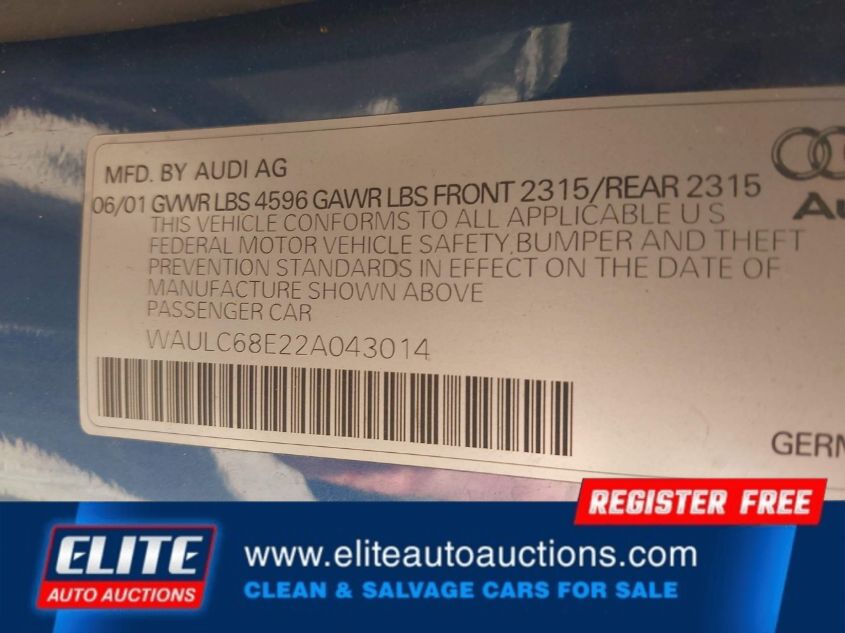 MFD. BY AUDI AG
06/01 GVWR LBS 4596 GAWR LBS FRONT 2315/REAR 2315
THIS VEHICLE CONFORMS TO ALL APPLICABLE U S
FEDERAL MOTOR VEHICLE SAFETY, BUMPER AND THEFT
PREVENTION STANDARDS IN EFFECT ON THE DATE OF
MANUFACTURE SHOWN ABOVE
PASSENGER CAR
WAULC68E22A043014
REGISTER FREE
ELITE
AUTO AUCTIONS
www.eliteautoauctions.com
CLEAN & SALVAGE CARS FOR SALE